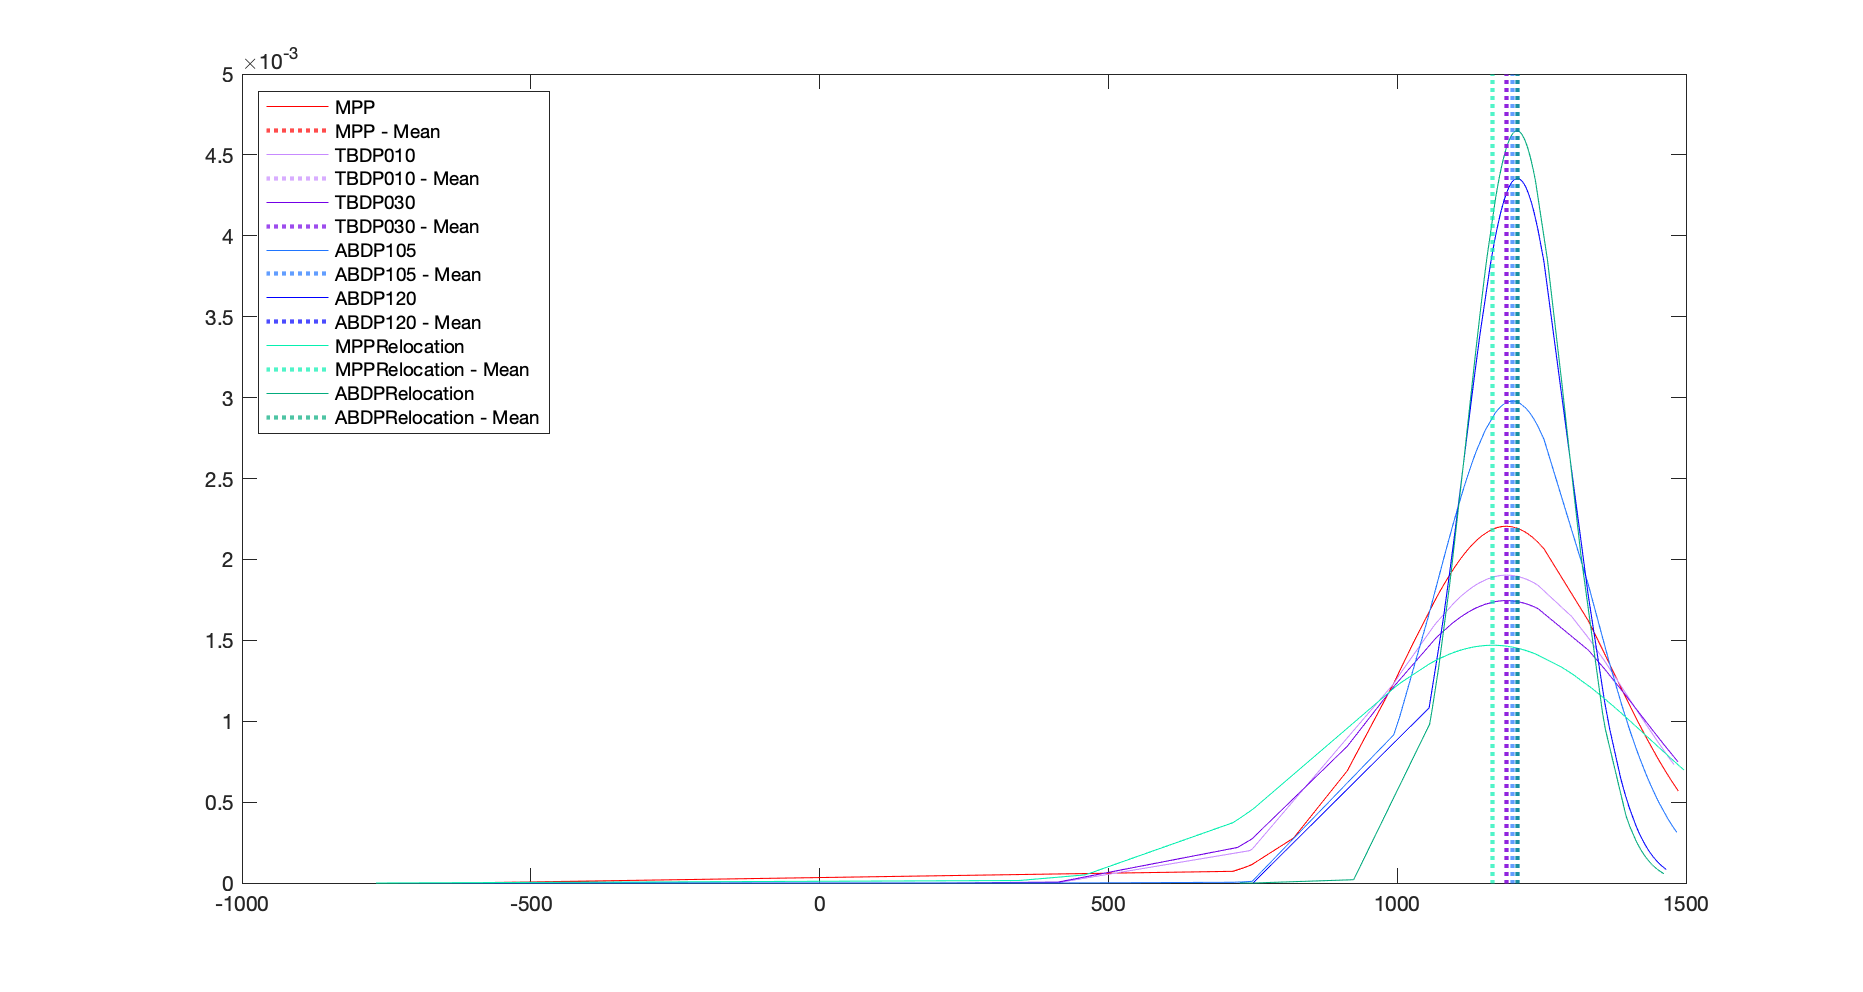 ×10-3
5
4.5
4
3.5
3
2.5
2
1.5
1
0.5
0
MPP
MPP - Mean
TBDP010
TBDP010 - Mean
TBDP030
TBDP030 - Mean
ABDP105
ABDP105 - Mean
ABDP120
ABDP120 - Mean
MPPRelocation
MPPRelocation - Mean
ABDPRelocation
ABDPRelocation - Mean
-1000 -500 0 500 1000 1500